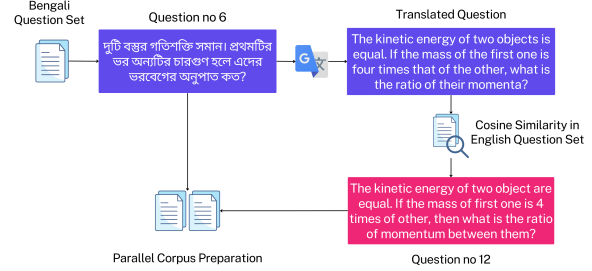 Bengali
Question Set
Question no 6
দুটি বস্তুর গতিশক্তি সমান। প্রথমটির
ভর অন্যটির চারগুণ হলে এদের
ভরবেগের অনুপাত কত?
G
文
Translated Question
The kinetic energy of two objects is
equal. If the mass of the first one is
four times that of the other, what is
the ratio of their momenta?
Cosine Similarity in
English Question Set
The kinetic energy of two object are
equal. If the mass of first one is 4
times of other, then what is the ratio
of momentum between them?
Question no 12
Parallel Corpus Preparation